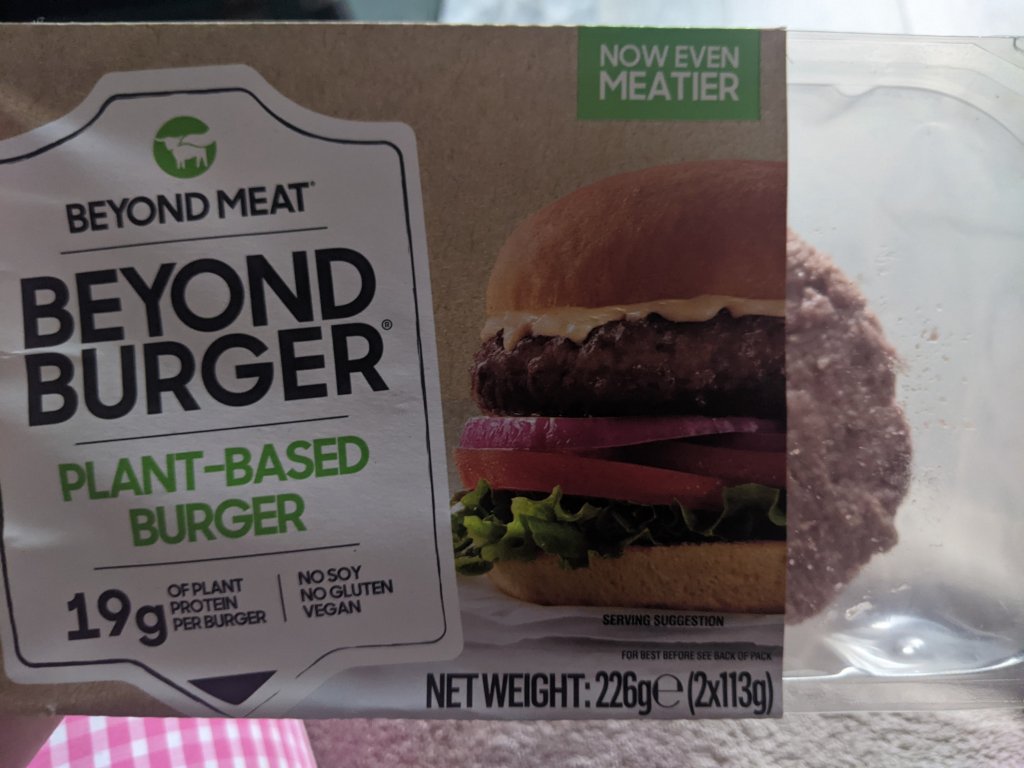 NOW EVEN
MEATIER
BEYOND MEAT®
BEYOND
BURGER®
PLANT-BASED
BURGER
19g
OF PLANT
PROTEIN
PER BURGER
NO SOY
NO GLUTEN
VEGAN
SERVING SUGGESTION
FOR BEST BEFORE SEE BACK OF PACK
NET WEIGHT: 226g℮ (2x113g)